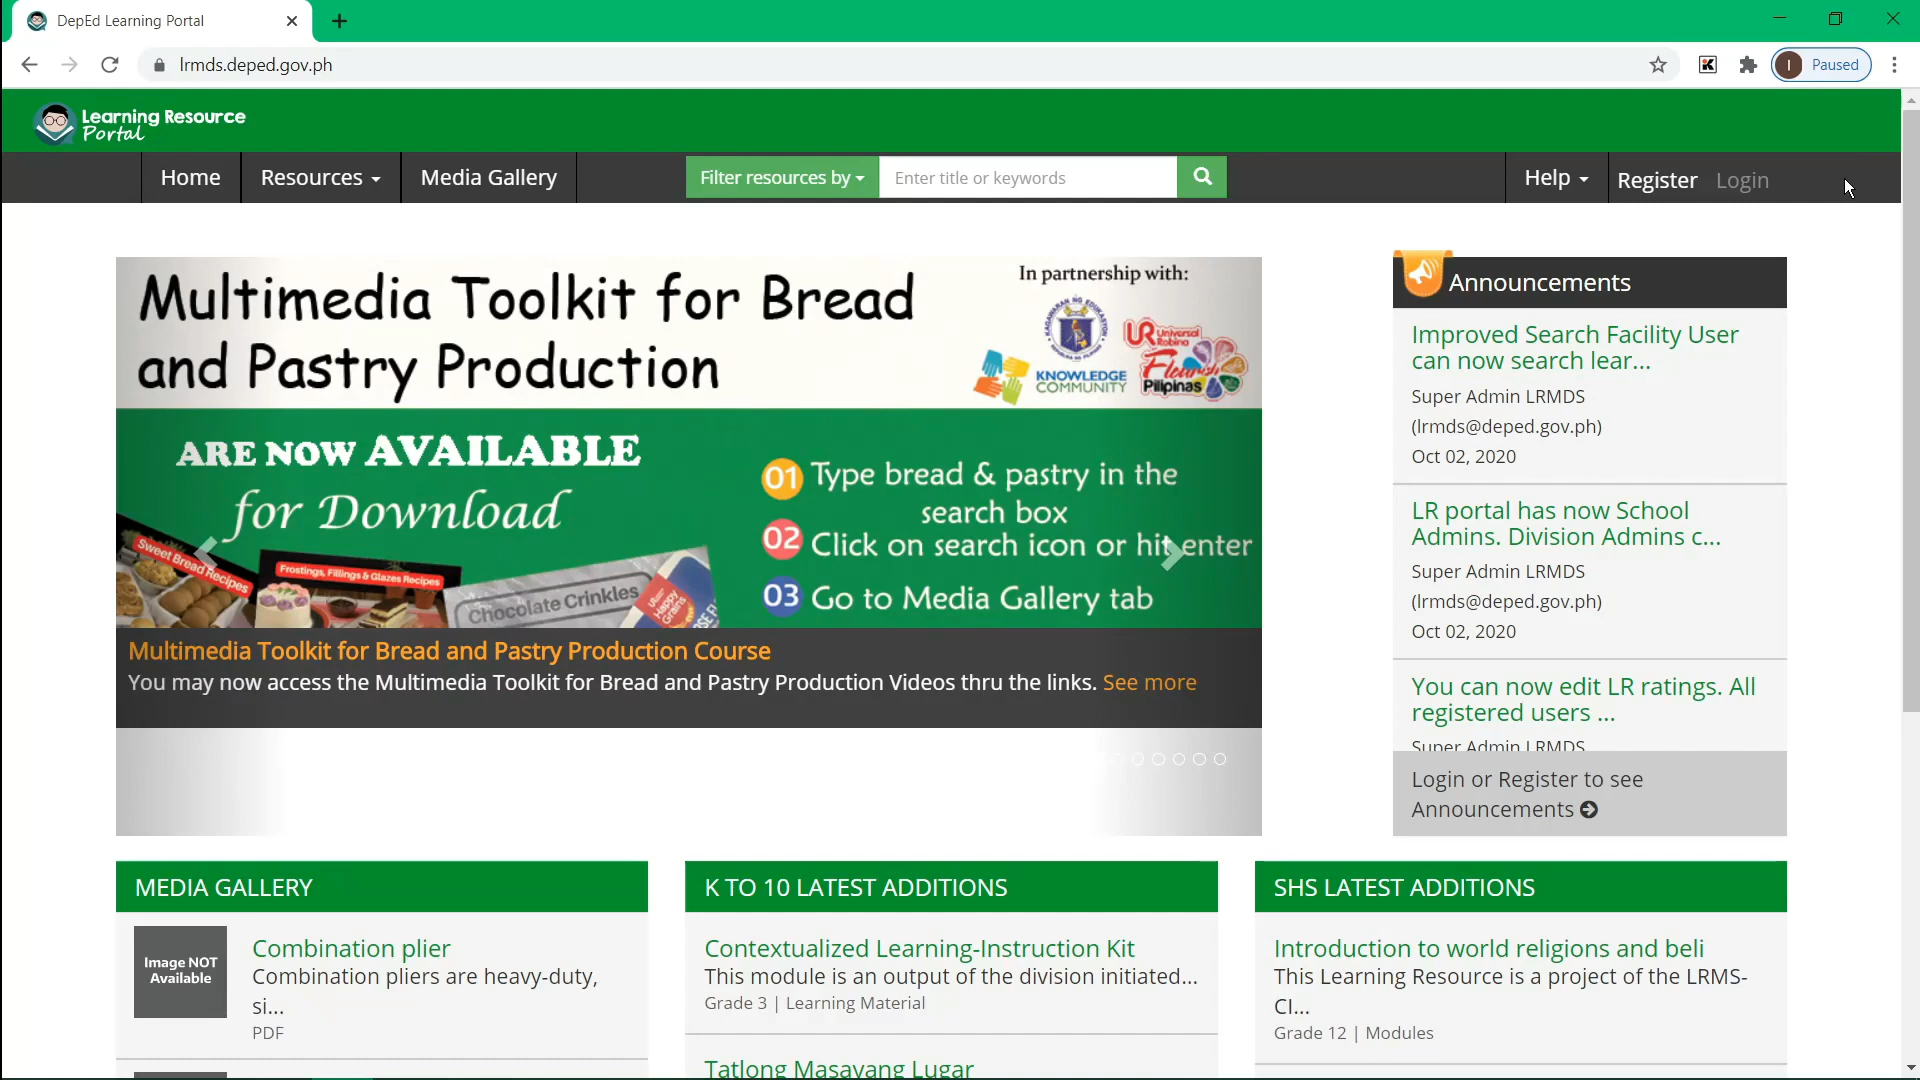 DepEd Learning Portal
lrmds.deped.gov.ph
Paused
Learning Resource
Portal
Home
Resources
Media Gallery
Filter resources by
Enter title or keywords
Help
Register
Login
Multimedia Toolkit for Bread
and Pastry Production
In partnership with:
KNOWLEDGE
COMMUNITY
UR Universal
Robina
Flourish
Pilipinas
ARE NOW AVAILABLE
for Download
01 Type bread & pastry in the
search box
02 Click on search icon or hit enter
03 Go to Media Gallery tab
Sweet Bread Recipes
Frostings, Fillings & Glazes Recipes
Chocolate Crinkles
Happy
Grains
Multimedia Toolkit for Bread and Pastry Production Course
You may now access the Multimedia Toolkit for Bread and Pastry Production Videos thru the links. See more
Announcements
Improved Search Facility User
can now search lear...
Super Admin LRMDS
(lrmds@deped.gov.ph)
Oct 02, 2020
LR portal has now School
Admins. Division Admins c...
Super Admin LRMDS
(lrmds@deped.gov.ph)
Oct 02, 2020
You can now edit LR ratings. All
registered users ...
Super Admin LRMDS
Login or Register to see
Announcements
MEDIA GALLERY
Image NOT
Available
Combination plier
Combination pliers are heavy-duty,
si...
PDF
K TO 10 LATEST ADDITIONS
Contextualized Learning-Instruction Kit
This module is an output of the division initiated...
Grade 3 | Learning Material
Tatlong Masayang Lugar
SHS LATEST ADDITIONS
Introduction to world religions and beli
This Learning Resource is a project of the LRMS-
CI...
Grade 12 | Modules